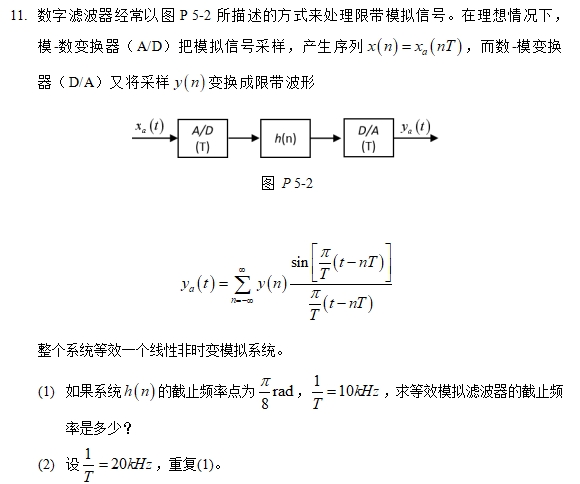 11. 数字滤波器经常以图 P 5-2 所描述的方式来处理限带模拟信号。在理想情况下，
模-数变换器（A/D）把模拟信号采样，产生序列 x(n) = x_a(nT)，而数-模变换
器（D/A）又将采样 y(n) 变换成限带波形
x_a(t) A/D (T) h(n) D/A (T) y_a(t)
图 P 5-2
y_a(t) = \sum_{n=-\infty}^{\infty} y(n) \frac{\sin[\frac{\pi}{T}(t-nT)]}{\frac{\pi}{T}(t-nT)}
整个系统等效一个线性非时变模拟系统。
(1) 如果系统 h(n) 的截止频率点为 \frac{\pi}{8} rad，\frac{1}{T} = 10kHz，求等效模拟滤波器的截止频
率是多少？
(2) 设 \frac{1}{T} = 20kHz，重复(1)。